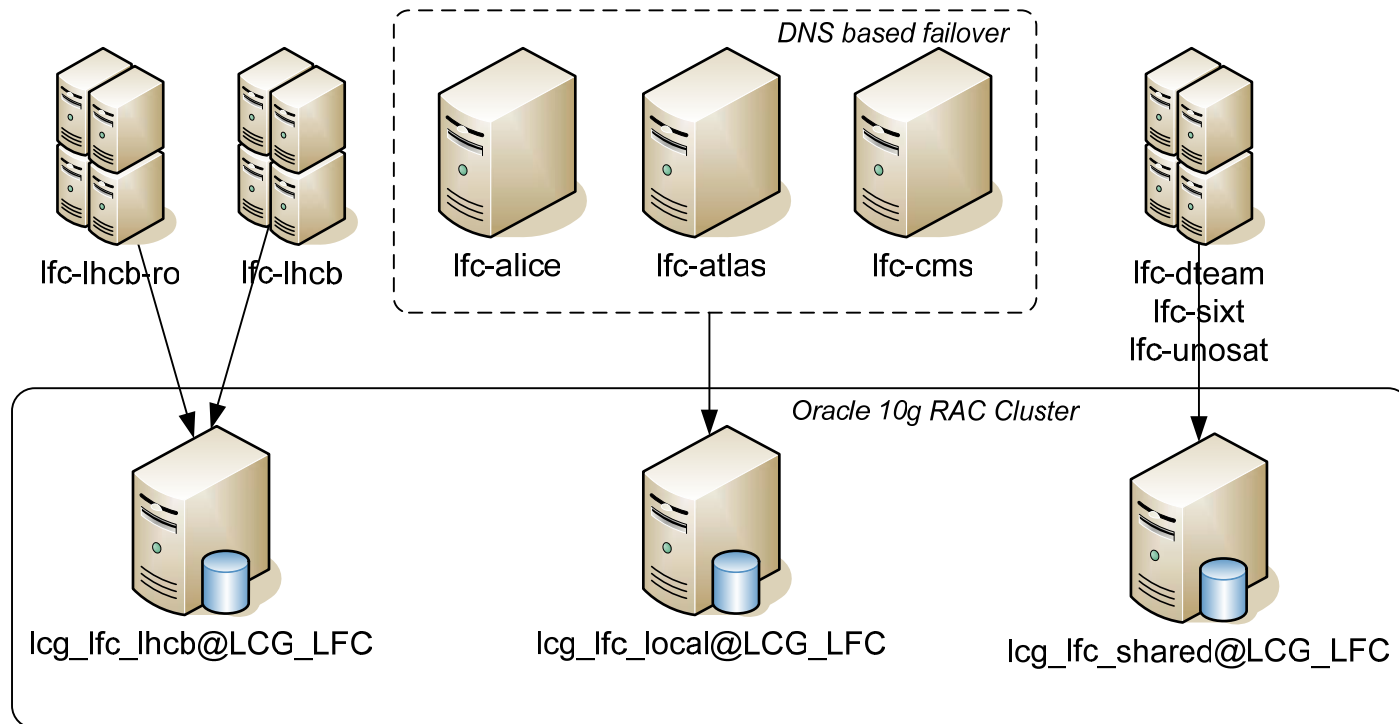 DNS based failover
lfc-lhcb-ro
lfc-lhcb
lfc-alice
lfc-atlas
lfc-cms
lfc-dteam
lfc-sixt
lfc-unosat
Oracle 10g RAC Cluster
lcg_lfc_lhcb@LCG_LFC
lcg_lfc_local@LCG_LFC
lcg_lfc_shared@LCG_LFC